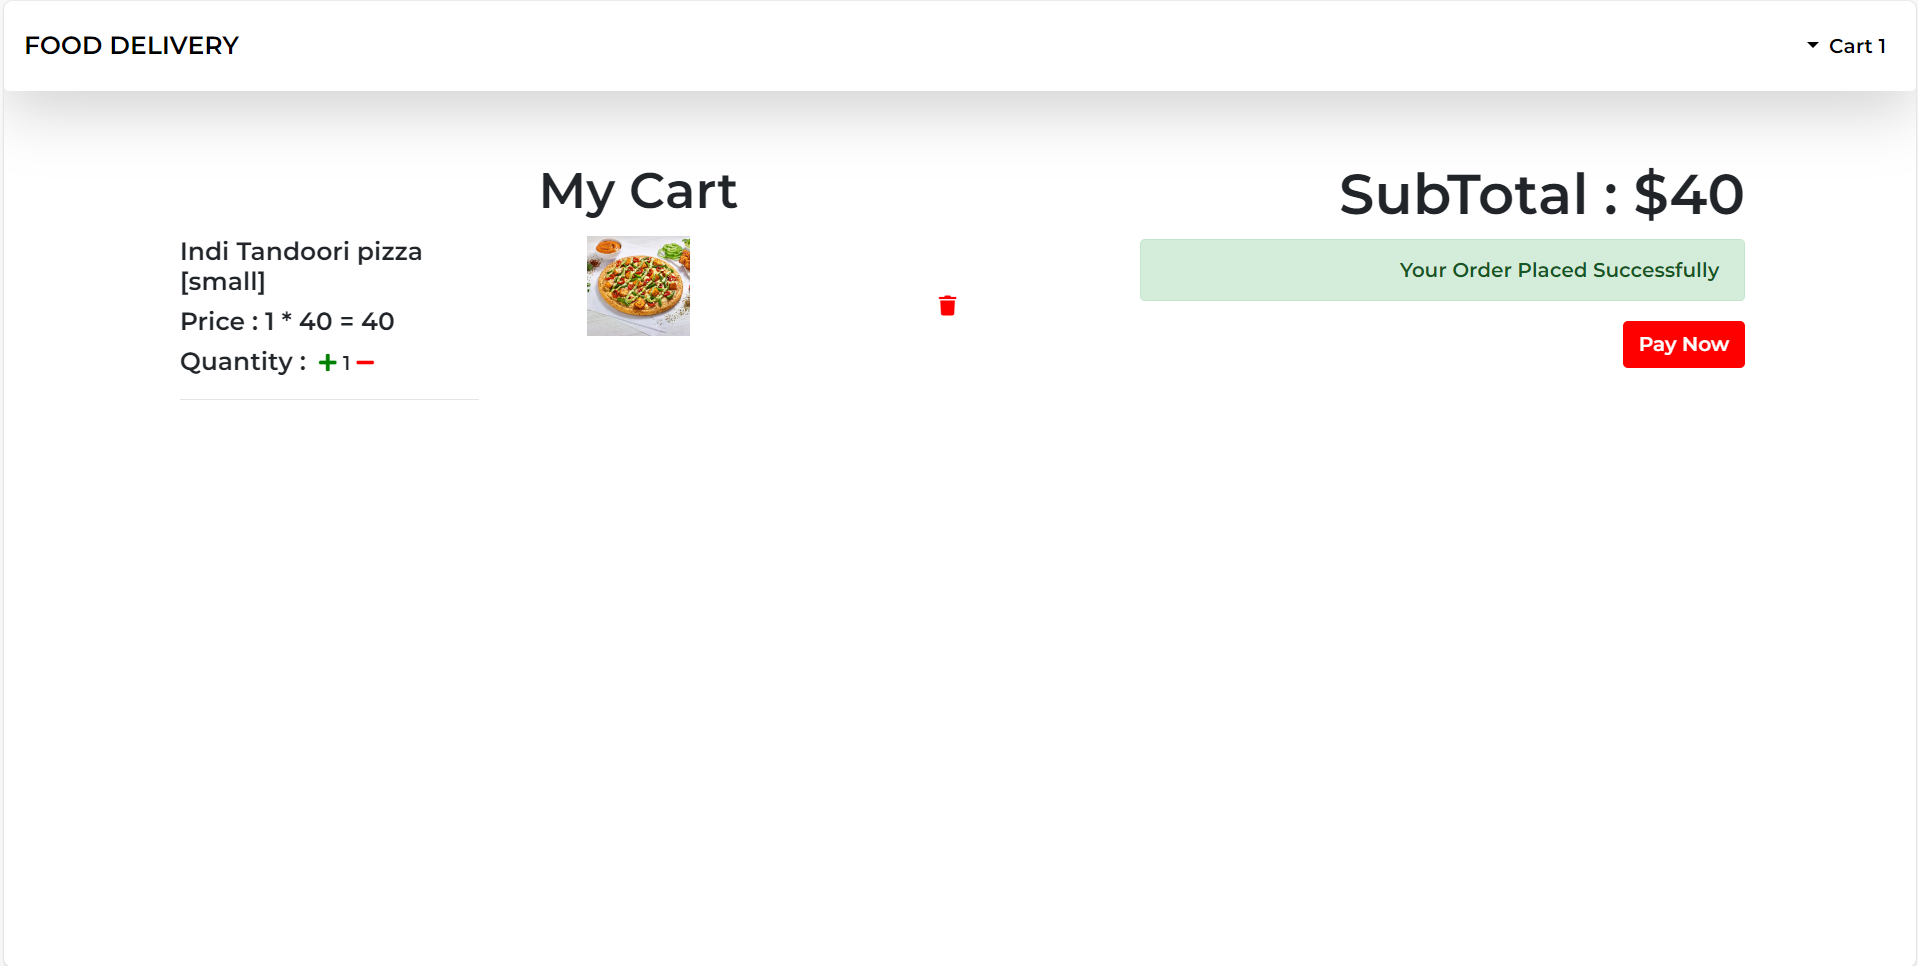 FOOD DELIVERY
Cart 1
My Cart
Indi Tandoori pizza
[small]
Price : 1 * 40 = 40
Quantity : + 1 −
SubTotal : $40
Your Order Placed Successfully
Pay Now